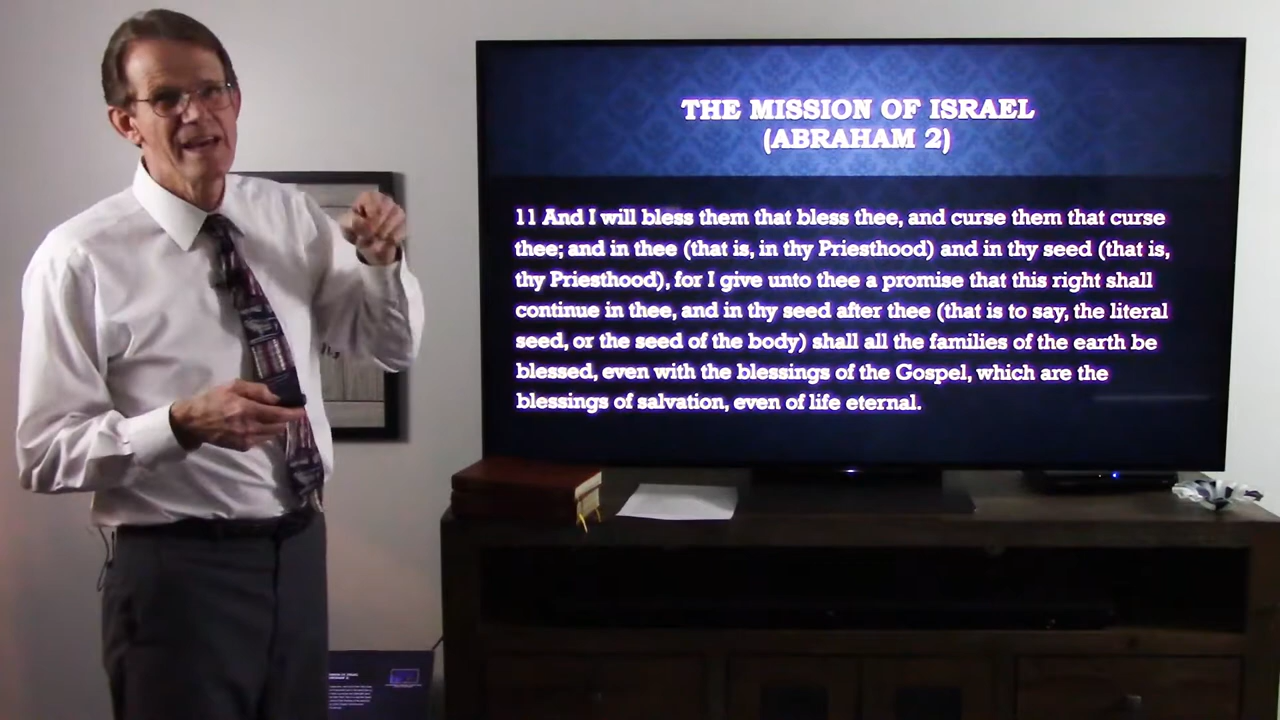 THE MISSION OF ISRAEL
(ABRAHAM 2)
11 And I will bless them that bless thee, and curse them that curse
thee; and in thee (that is, in thy Priesthood) and in thy seed (that is,
thy Priesthood), for I give unto thee a promise that this right shall
continue in thee, and in thy seed after thee (that is to say, the literal
seed, or the seed of the body) shall all the families of the earth be
blessed, even with the blessings of the Gospel, which are the
blessings of salvation, even of life eternal.